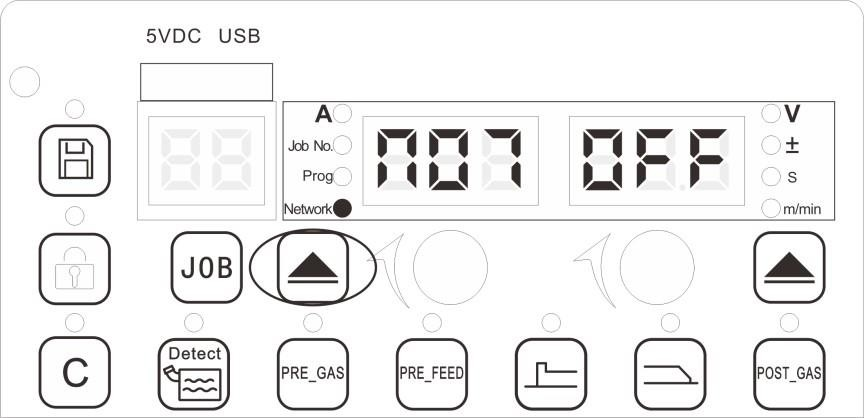 5VDC USB
A
V
Job No.
±
Prog
S
Network
m/min
N07 OFF
JOB
C
Detect
PRE_GAS
PRE_FEED
POST_GAS